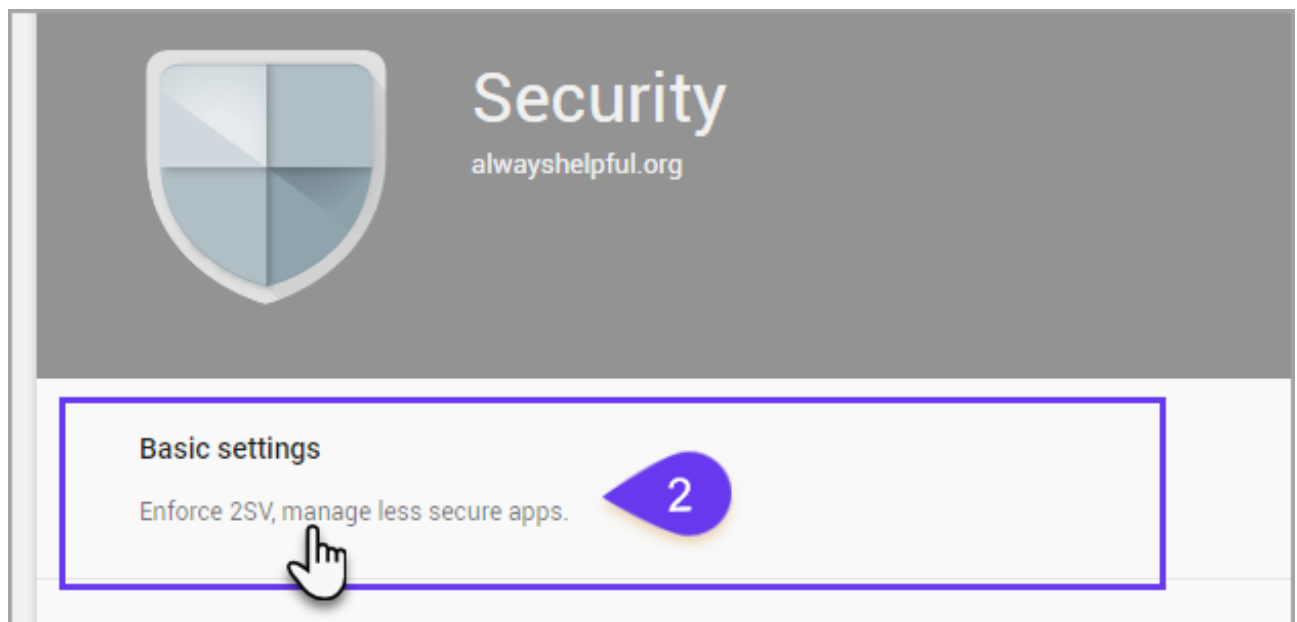 Security
alwayshelpful.org
Basic settings
Enforce 2SV, manage less secure apps.
2